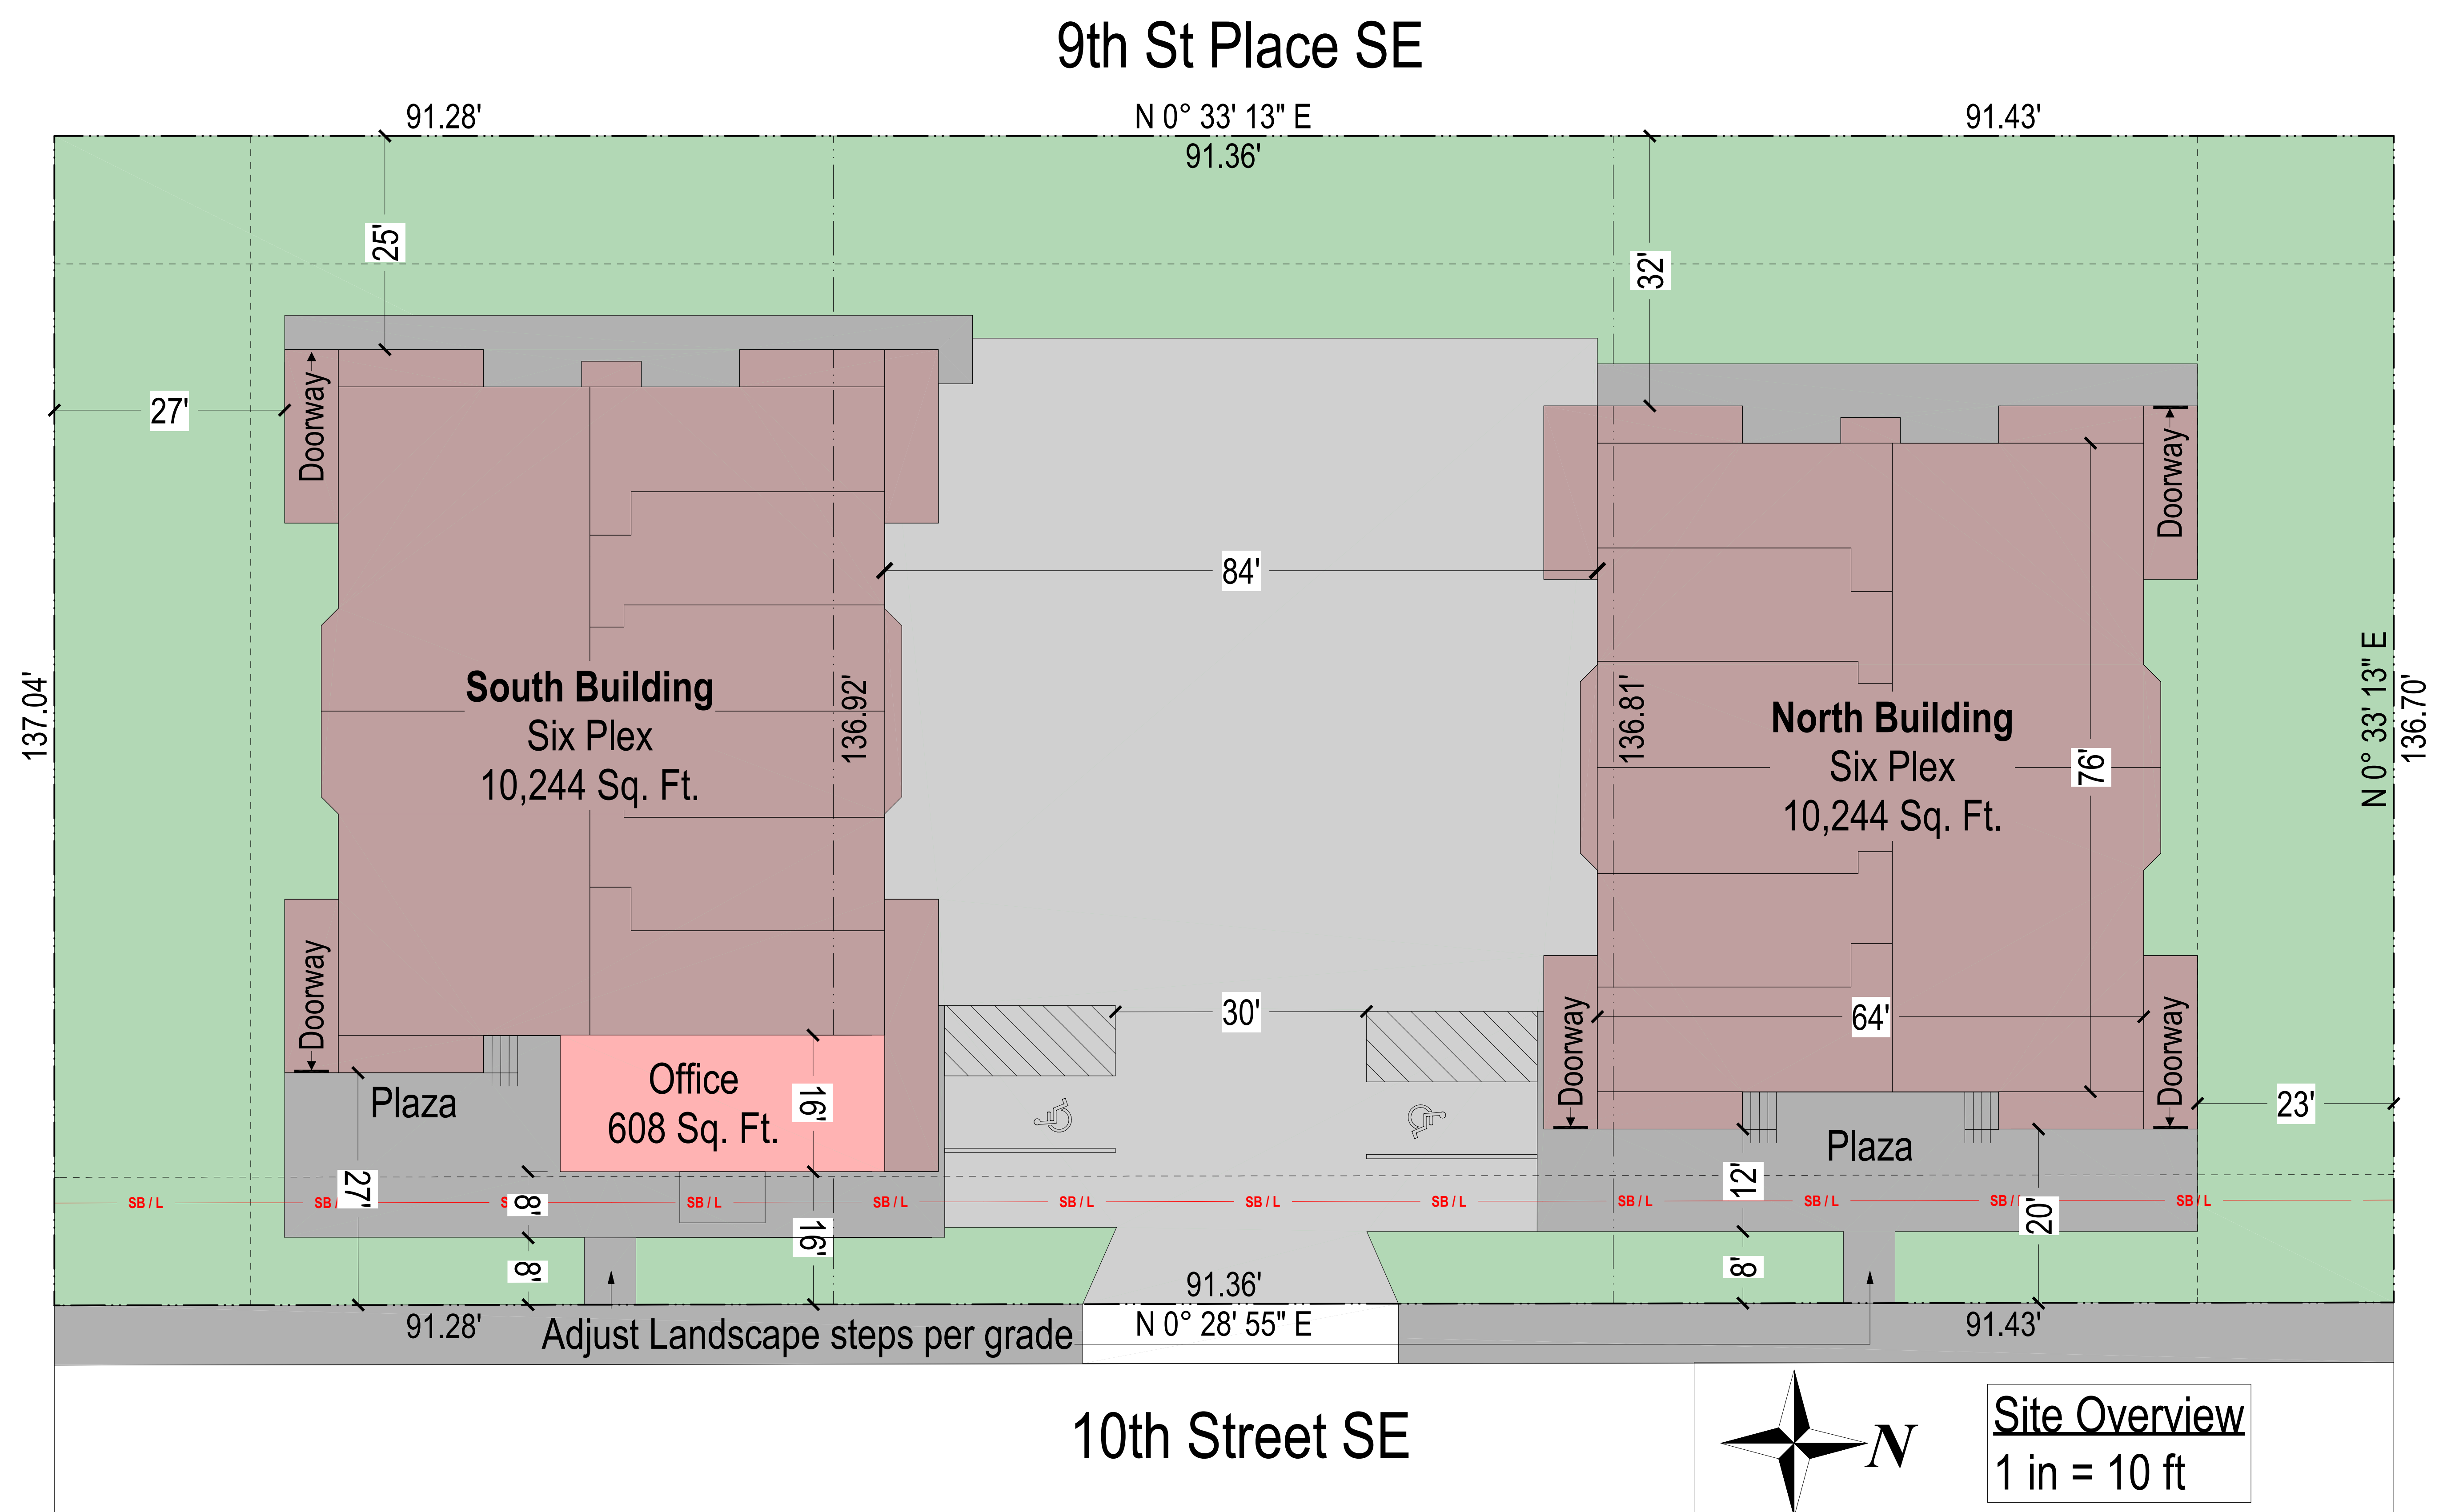 9th St Place SE
91.28'
N 0° 33' 13" E
91.43'
91.36'
25'
32'
27'
Doorway
Doorway
84'
137.04'
South Building
Six Plex
10,244 Sq. Ft.
136.92'
136.81'
North Building
Six Plex
10,244 Sq. Ft.
76'
N 0° 33' 13" E
136.70'
Doorway
30'
64'
Doorway
Doorway
Office
608 Sq. Ft.
16'
Plaza
Plaza
23'
27'
8'
16'
12'
20'
SB / L
SB /
S
SB / L
SB / L
SB / L
SB / L
SB / L
SB / L
SB / L
SB /
SB / L
8'
8'
91.36'
91.28'
Adjust Landscape steps per grade
N 0° 28' 55" E
91.43'
10th Street SE
N
Site Overview
1 in = 10 ft